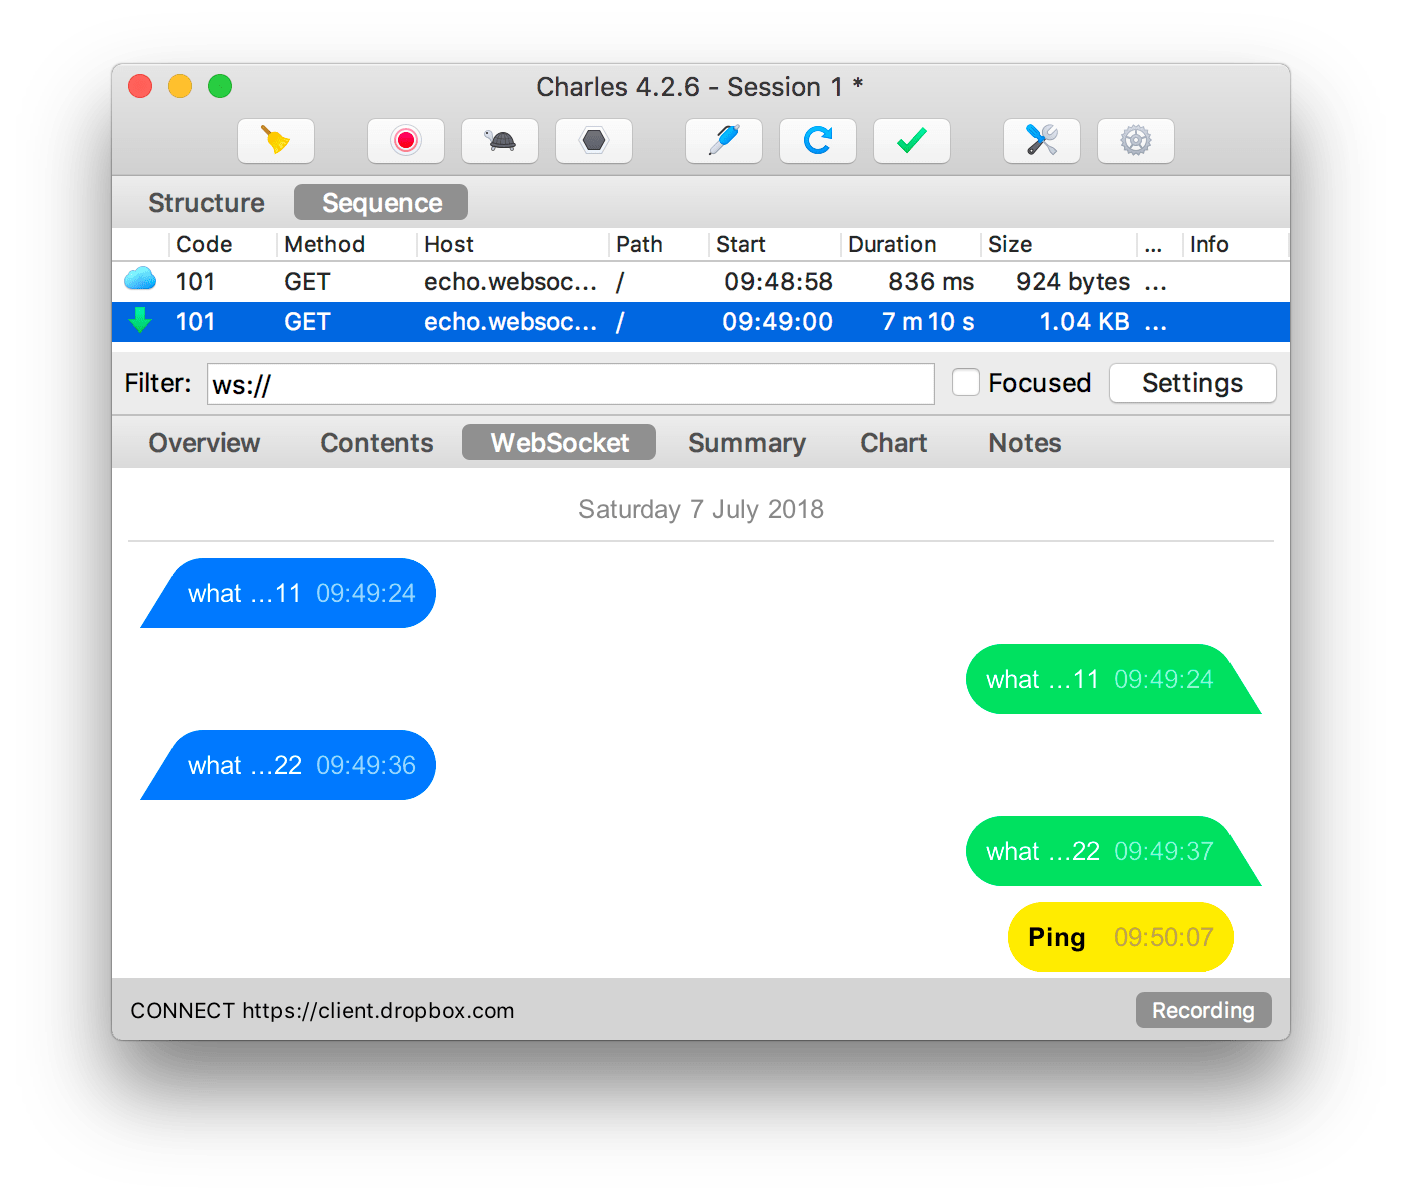 Charles 4.2.6 - Session 1 *
Structure Sequence
Code Method Host Path Start Duration Size ... Info
101 GET echo.websoc... / 09:48:58 836 ms 924 bytes ...
101 GET echo.websoc... / 09:49:00 7 m 10 s 1.04 KB ...
Filter: ws:// Focused Settings
Overview Contents WebSocket Summary Chart Notes
Saturday 7 July 2018
what ...11 09:49:24
what ...11 09:49:24
what ...22 09:49:36
what ...22 09:49:37
Ping 09:50:07
CONNECT https://client.dropbox.com Recording